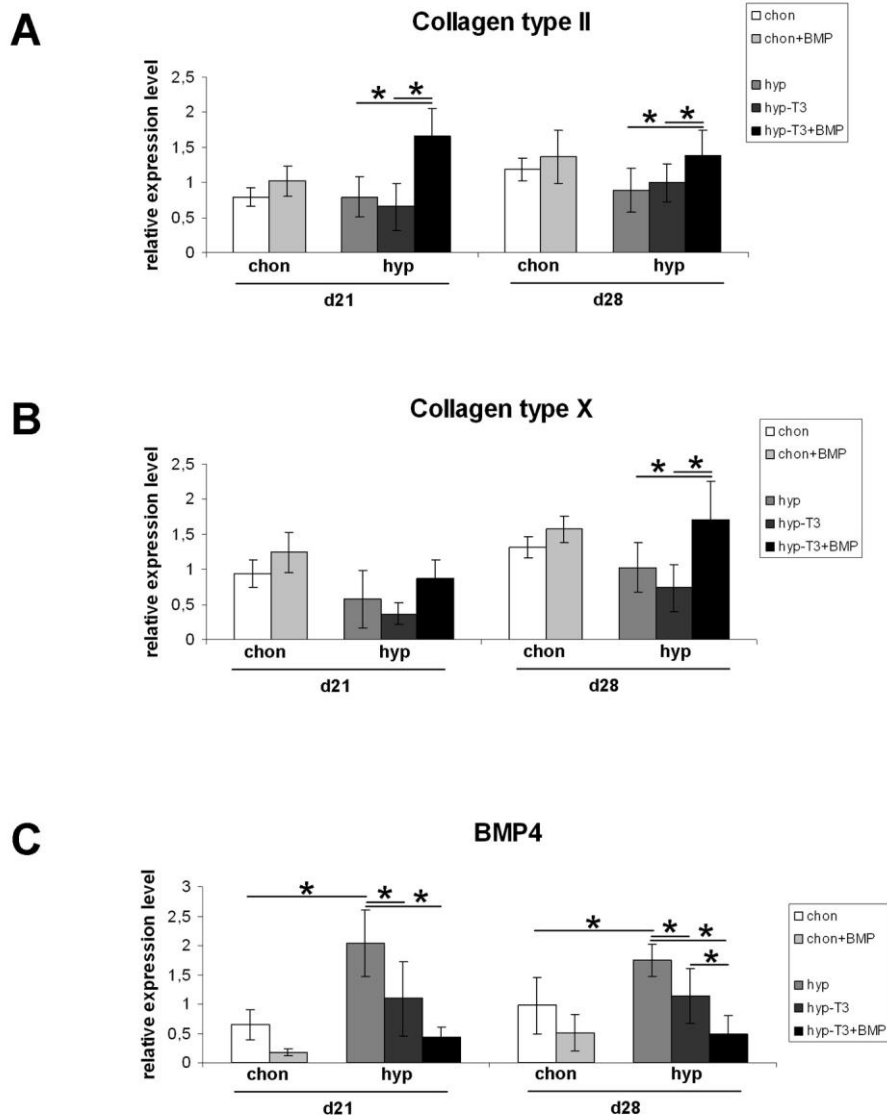 A
Collagen type II
chon
chon+BMP
hyp
hyp-T3
hyp-T3+BMP
relative expression level
2,5
2
1,5
1
0,5
0
* *
* *
chon hyp chon hyp
d21 d28
B
Collagen type X
chon
chon+BMP
hyp
hyp-T3
hyp-T3+BMP
relative expression level
2,5
2
1,5
1
0,5
0
* *
chon hyp chon hyp
d21 d28
C
BMP4
chon
chon+BMP
hyp
hyp-T3
hyp-T3+BMP
relative expression level
3
2,5
2
1,5
1
0,5
0
* * *
* * *
*
chon hyp chon hyp
d21 d28